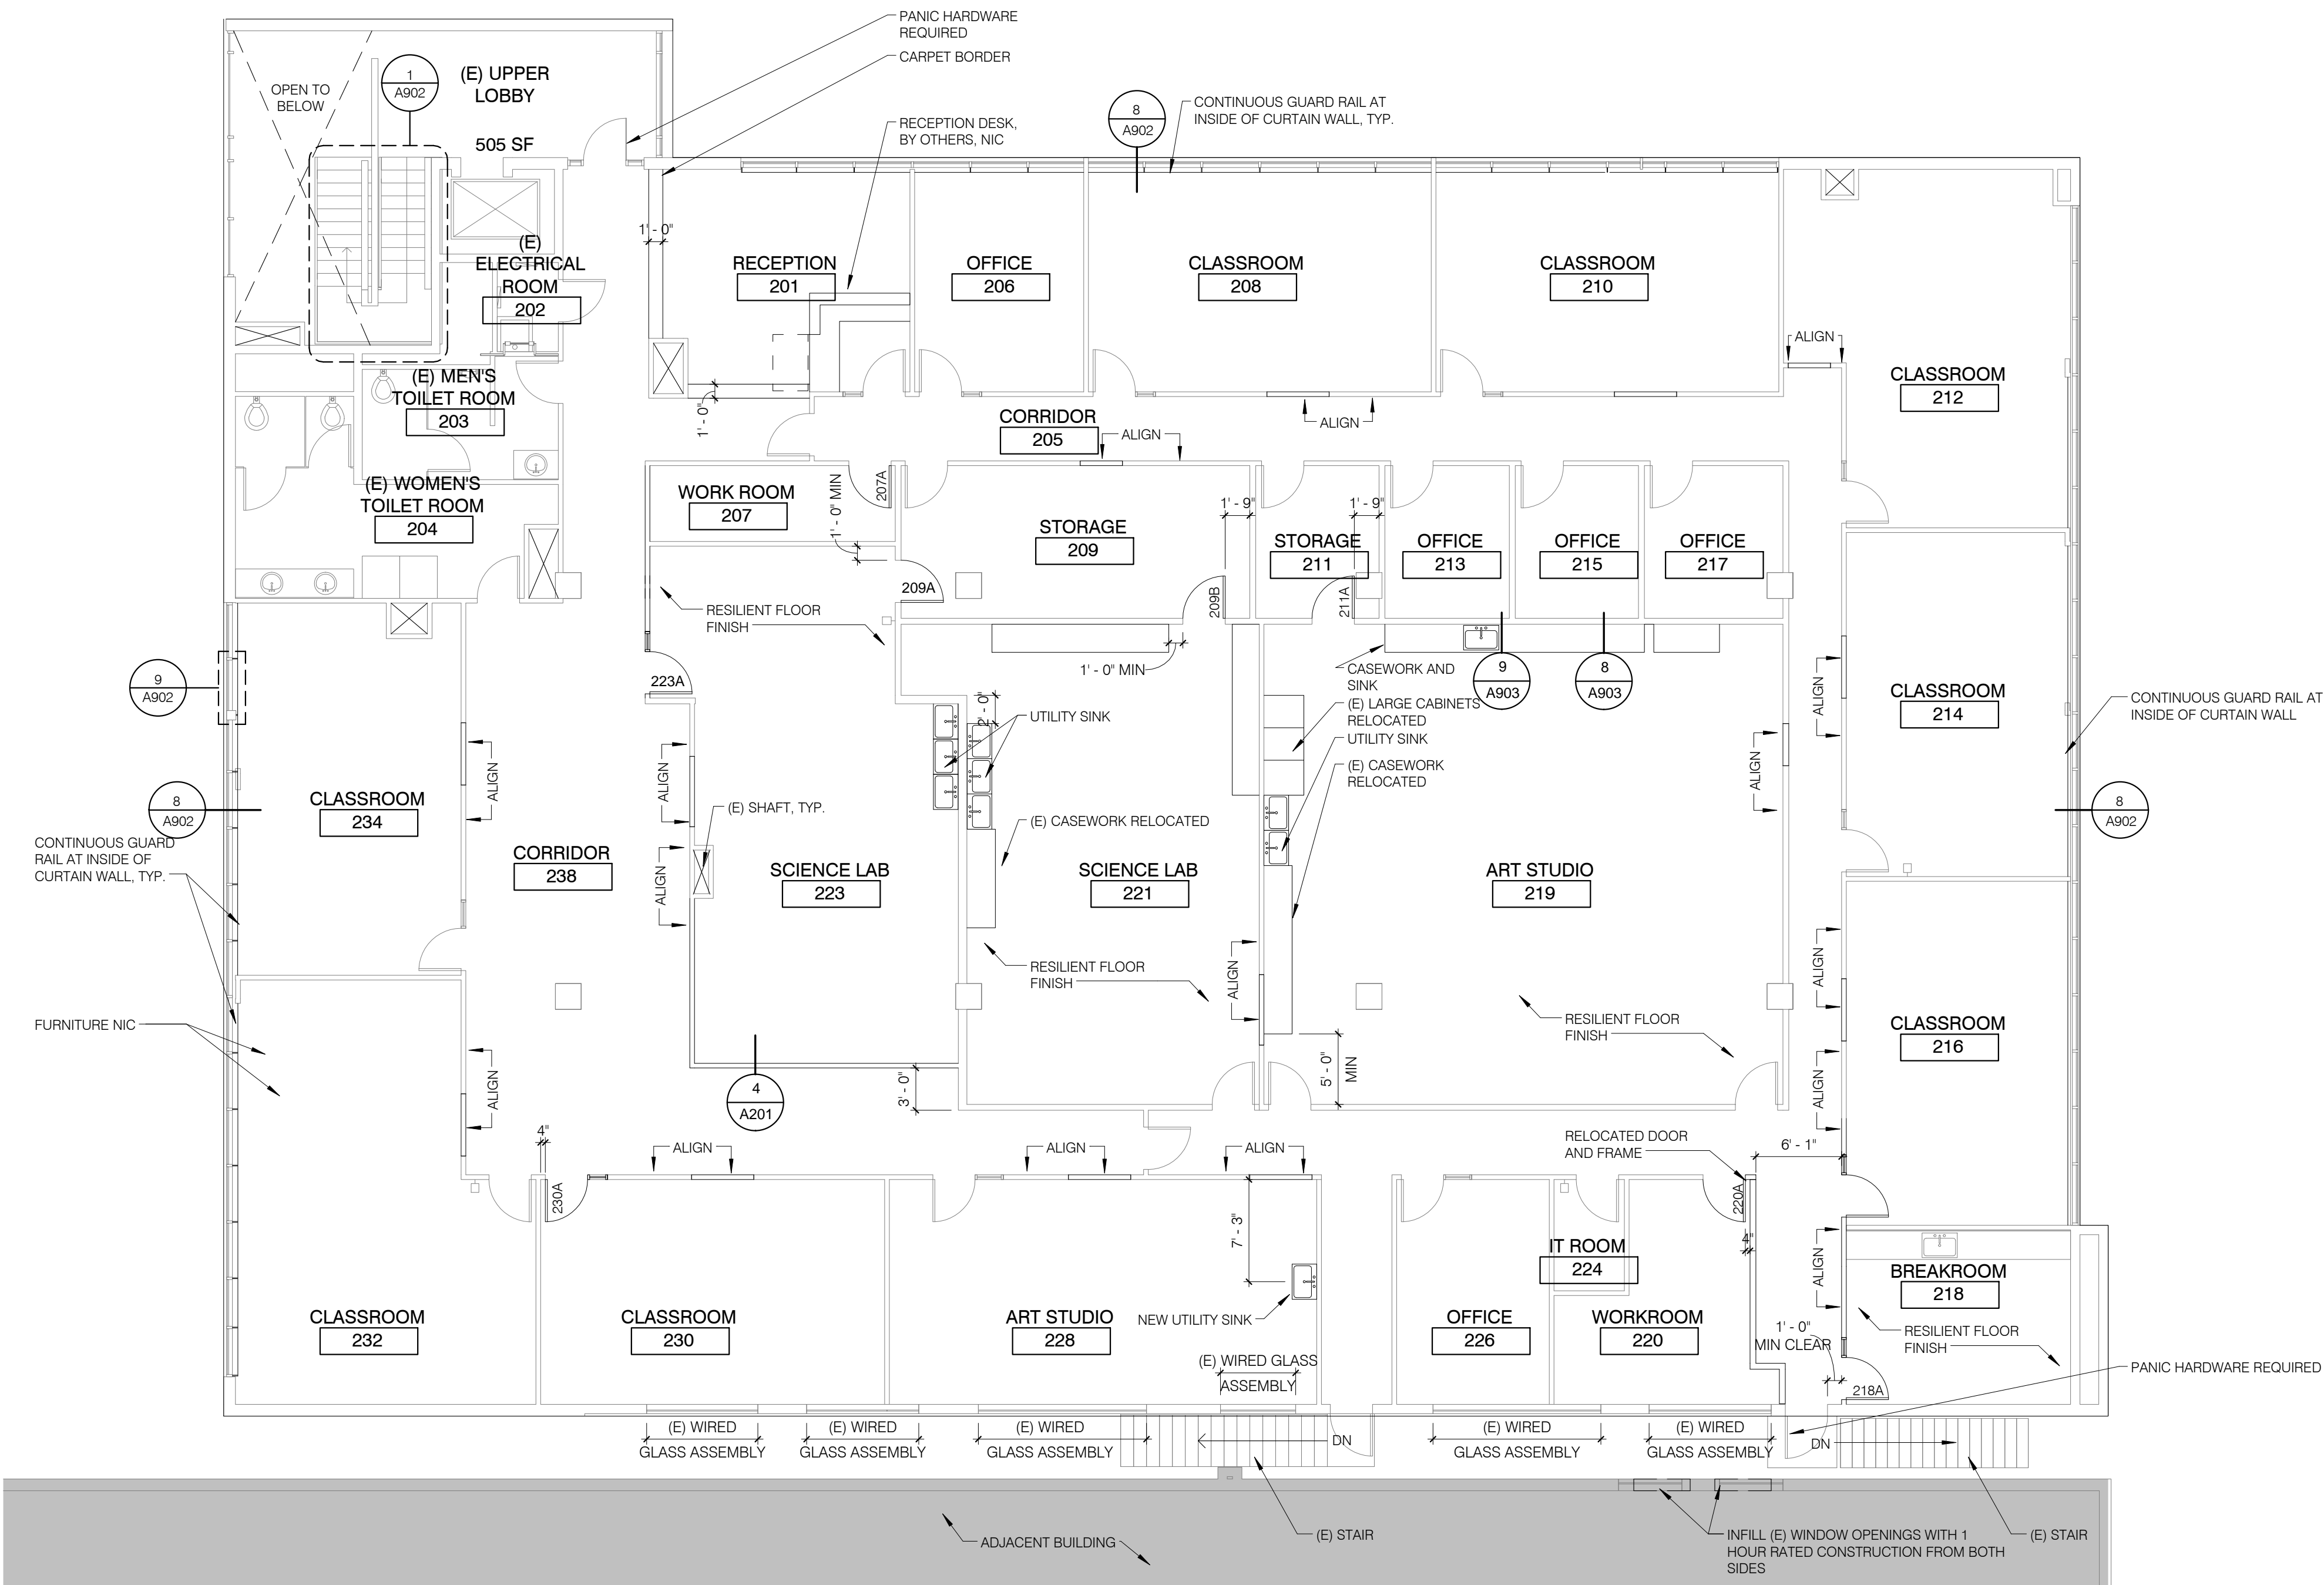 PANIC HARDWARE
REQUIRED
CARPET BORDER
1
A902
(E) UPPER
LOBBY
505 SF
OPEN TO
BELOW
RECEPTION DESK,
BY OTHERS, NIC
8
A902
CONTINUOUS GUARD RAIL AT
INSIDE OF CURTAIN WALL, TYP.
1' - 0"
(E)
ELECTRICAL
ROOM
202
RECEPTION
201
OFFICE
206
CLASSROOM
208
CLASSROOM
210
ALIGN
CLASSROOM
212
(E) MEN'S
TOILET ROOM
203
1' - 0"
CORRIDOR
205
ALIGN
ALIGN
(E) WOMEN'S
TOILET ROOM
204
WORK ROOM
207
1' - 0" MIN
207A
STORAGE
209
1' - 9"
STORAGE
211
1' - 9"
OFFICE
213
OFFICE
215
OFFICE
217
209A
209B
211A
RESILIENT FLOOR
FINISH
9
A902
223A
1' - 0" MIN
CASEWORK AND
SINK
9
A903
8
A903
(E) LARGE CABINETS
RELOCATED
UTILITY SINK
(E) CASEWORK
RELOCATED
2' - 0"
UTILITY SINK
ALIGN
CLASSROOM
214
CONTINUOUS GUARD RAIL AT
INSIDE OF CURTAIN WALL
8
A902
ALIGN
ALIGN
ALIGN
8
A902
CLASSROOM
234
(E) SHAFT, TYP.
(E) CASEWORK RELOCATED
CONTINUOUS GUARD
RAIL AT INSIDE OF
CURTAIN WALL, TYP.
CORRIDOR
238
ALIGN
SCIENCE LAB
223
SCIENCE LAB
221
ART STUDIO
219
RESILIENT FLOOR
FINISH
ALIGN
ALIGN
FURNITURE NIC
RESILIENT FLOOR
FINISH
CLASSROOM
216
ALIGN
4
A201
3' - 0"
5' - 0"
MIN
ALIGN
4"
ALIGN
ALIGN
ALIGN
RELOCATED DOOR
AND FRAME
6' - 1"
230A
220A
7' - 3"
4"
IT ROOM
224
ALIGN
BREAKROOM
218
CLASSROOM
232
CLASSROOM
230
ART STUDIO
228
NEW UTILITY SINK
OFFICE
226
WORKROOM
220
1' - 0"
MIN CLEAR
RESILIENT FLOOR
FINISH
(E) WIRED GLASS
ASSEMBLY
218A
PANIC HARDWARE REQUIRED
(E) WIRED
GLASS ASSEMBLY
(E) WIRED
GLASS ASSEMBLY
(E) WIRED
GLASS ASSEMBLY
DN
(E) WIRED
GLASS ASSEMBLY
(E) WIRED
GLASS ASSEMBLY
DN
ADJACENT BUILDING
(E) STAIR
INFILL (E) WINDOW OPENINGS WITH 1
HOUR RATED CONSTRUCTION FROM BOTH
SIDES
(E) STAIR